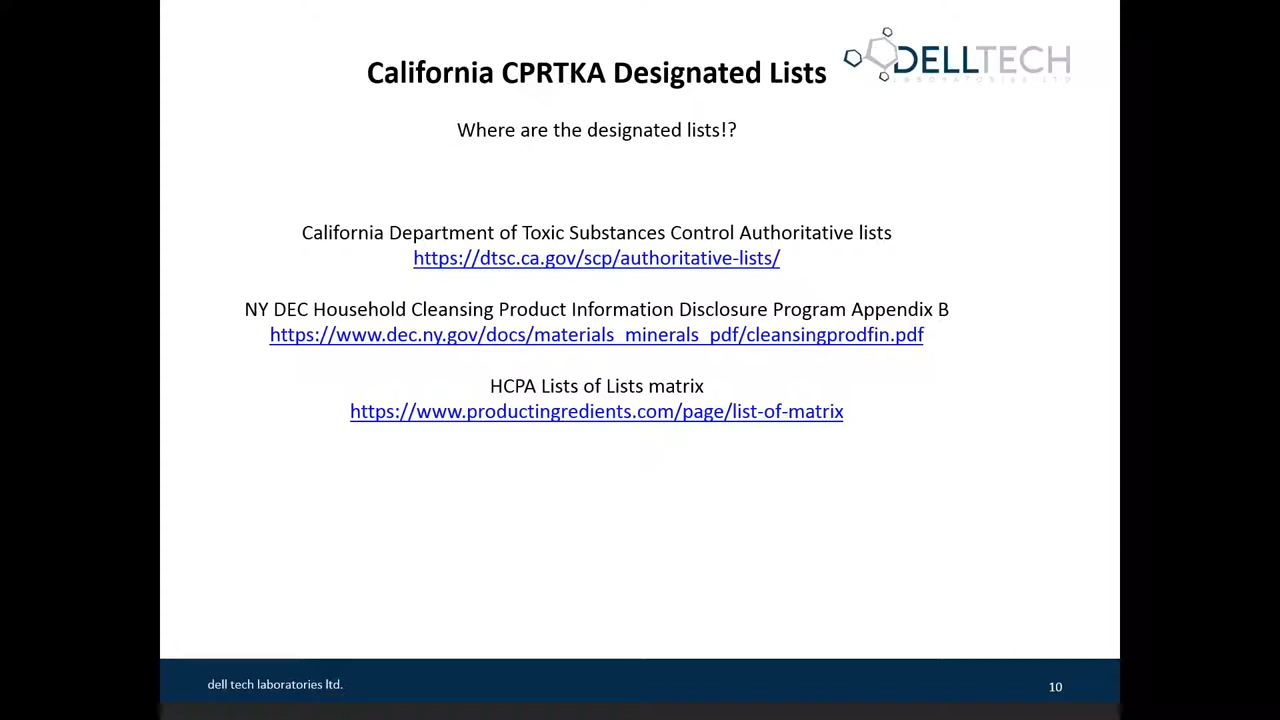 California CPRTKA Designated Lists
DELLTECH
LABORATORIES LTD
Where are the designated lists!?
California Department of Toxic Substances Control Authoritative lists
https://dtsc.ca.gov/scp/authoritative-lists/
NY DEC Household Cleansing Product Information Disclosure Program Appendix B
https://www.dec.ny.gov/docs/materials_minerals_pdf/cleansingprodfin.pdf
HCPA Lists of Lists matrix
https://www.productingredients.com/page/list-of-matrix
dell tech laboratories ltd.
10